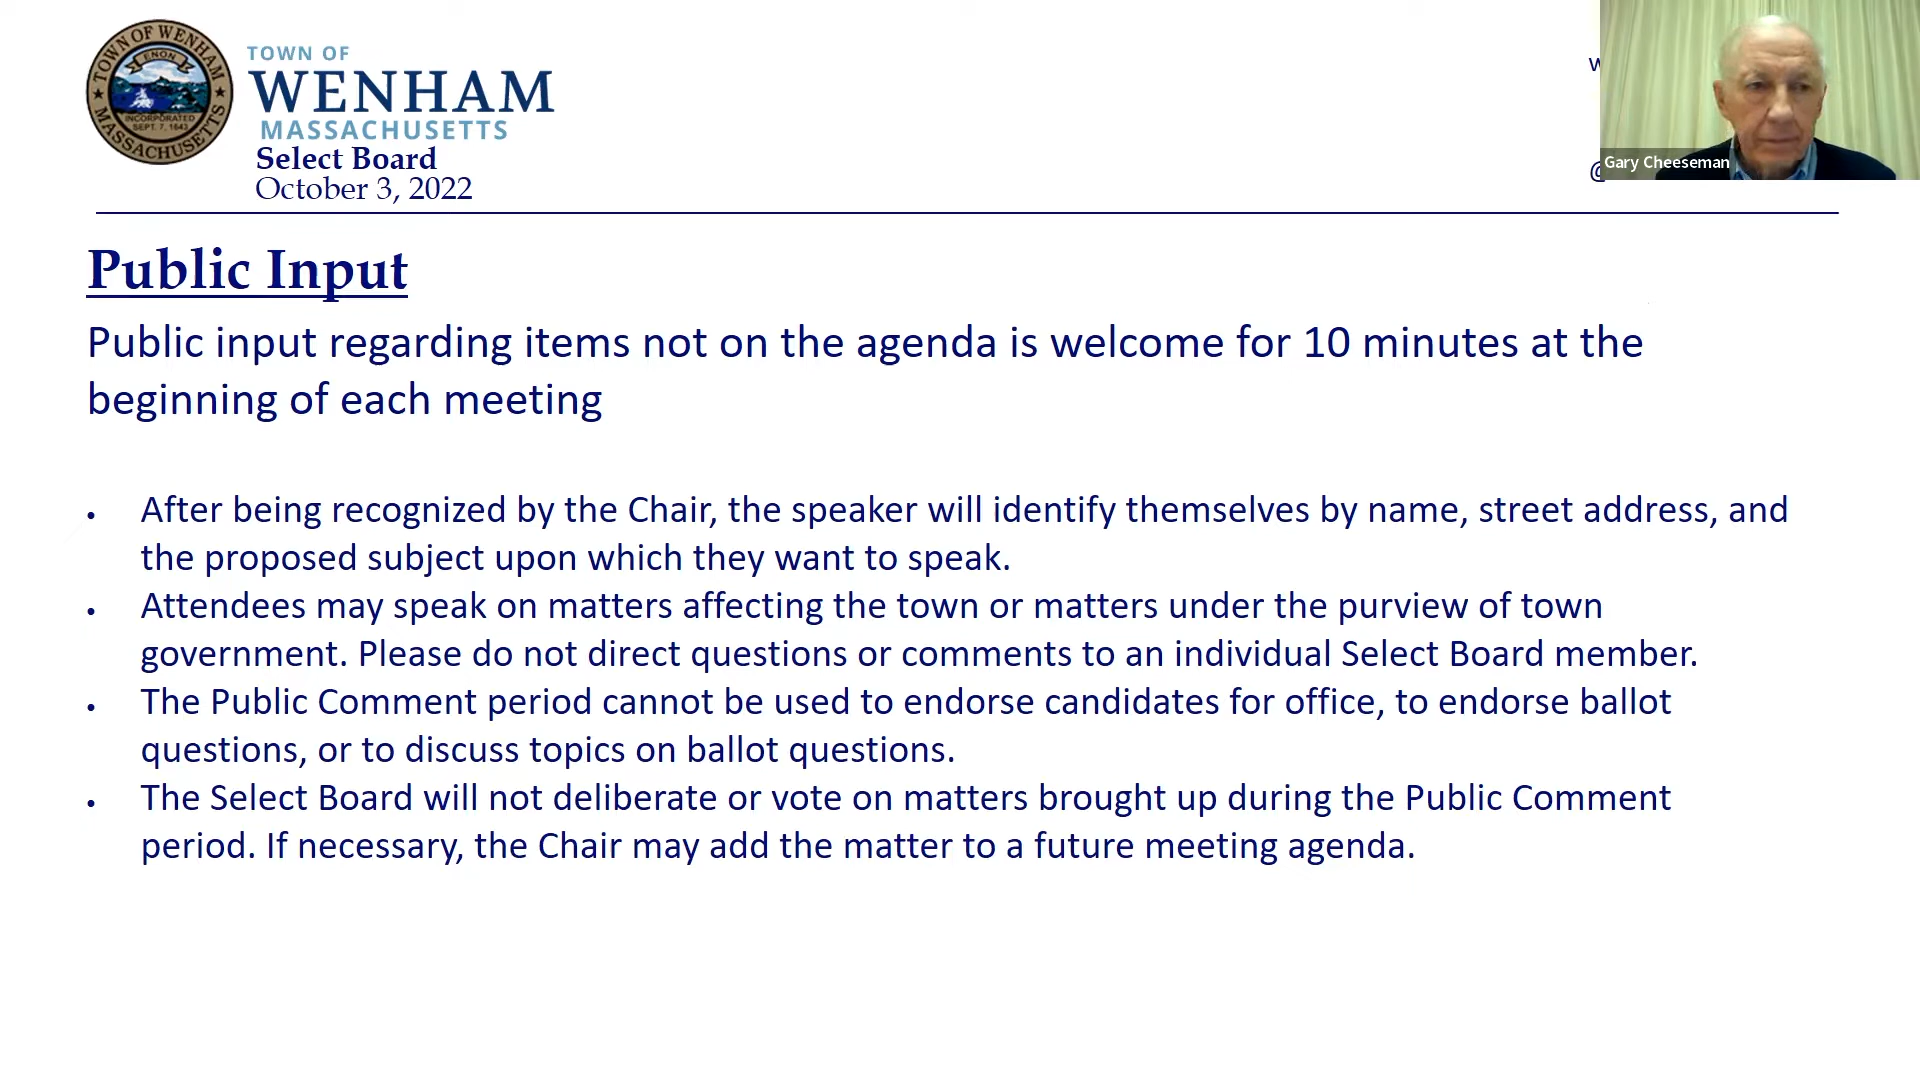 TOWN OF WENHAM
ENON
INCORPORATED
SEPT. 7, 1643
MASSACHUSETTS
TOWN OF
WENHAM
MASSACHUSETTS
Select Board
October 3, 2022
Gary Cheeseman
Public Input
Public input regarding items not on the agenda is welcome for 10 minutes at the
beginning of each meeting
• After being recognized by the Chair, the speaker will identify themselves by name, street address, and
the proposed subject upon which they want to speak.
• Attendees may speak on matters affecting the town or matters under the purview of town
government. Please do not direct questions or comments to an individual Select Board member.
• The Public Comment period cannot be used to endorse candidates for office, to endorse ballot
questions, or to discuss topics on ballot questions.
• The Select Board will not deliberate or vote on matters brought up during the Public Comment
period. If necessary, the Chair may add the matter to a future meeting agenda.